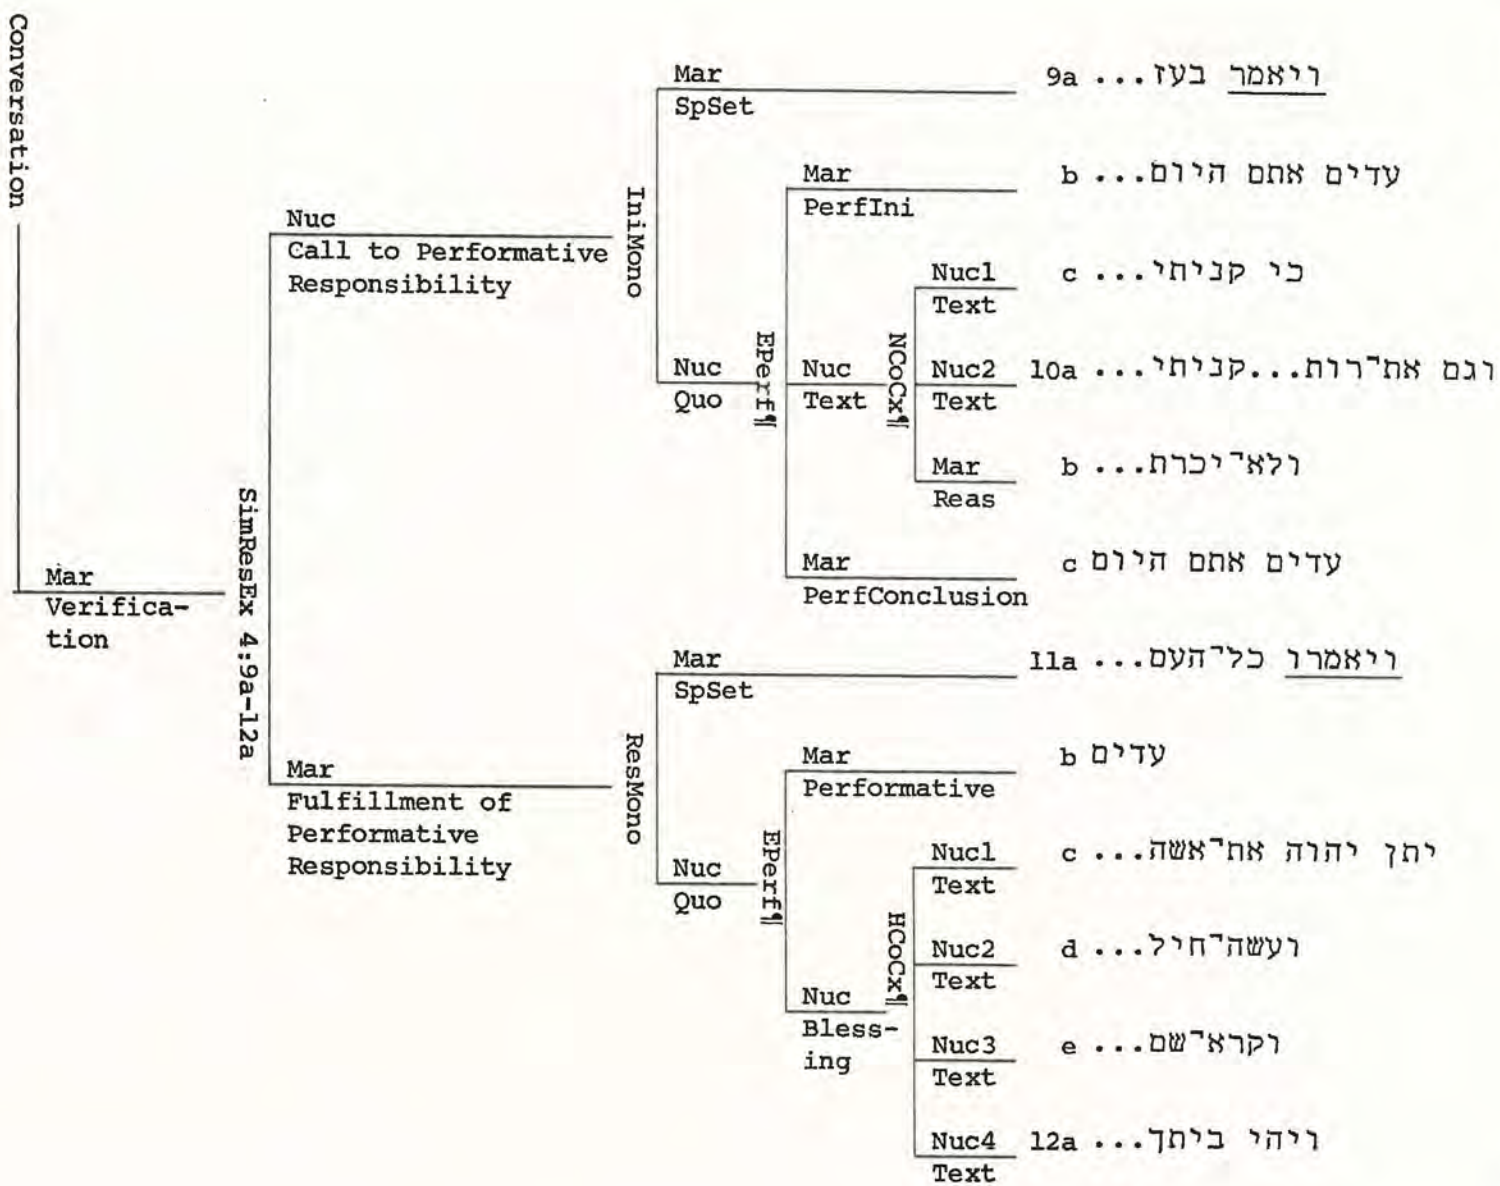 Conversation
Mar
Verifica-
tion
SimResEx 4:9a-12a
Nuc
Call to Performative
Responsibility
IniMono
Mar
SpSet
9a ויאמר בעז...
Nuc
Quo
EPerf¶
Mar
PerfIni
b עדים אתם היום...
Nuc
Text
NCoCx¶
Nuc1
Text
c כי קניתי...
Nuc2
Text
10a וגם את־רות...קניתי...
Mar
Reas
b ולא־יכרת...
Mar
PerfConclusion
c עדים אתם היום
Mar
Fulfillment of
Performative
Responsibility
ResMono
Mar
SpSet
11a ויאמרו כל־העם...
Nuc
Quo
EPerf¶
Mar
Performative
b עדים
Nuc
Bless-
ing
HCoCx¶
Nuc1
Text
c יתן יהוה את־אשה...
Nuc2
Text
d ועשה־חיל...
Nuc3
Text
e וקרא־שם...
Nuc4
Text
12a ויהי ביתך...